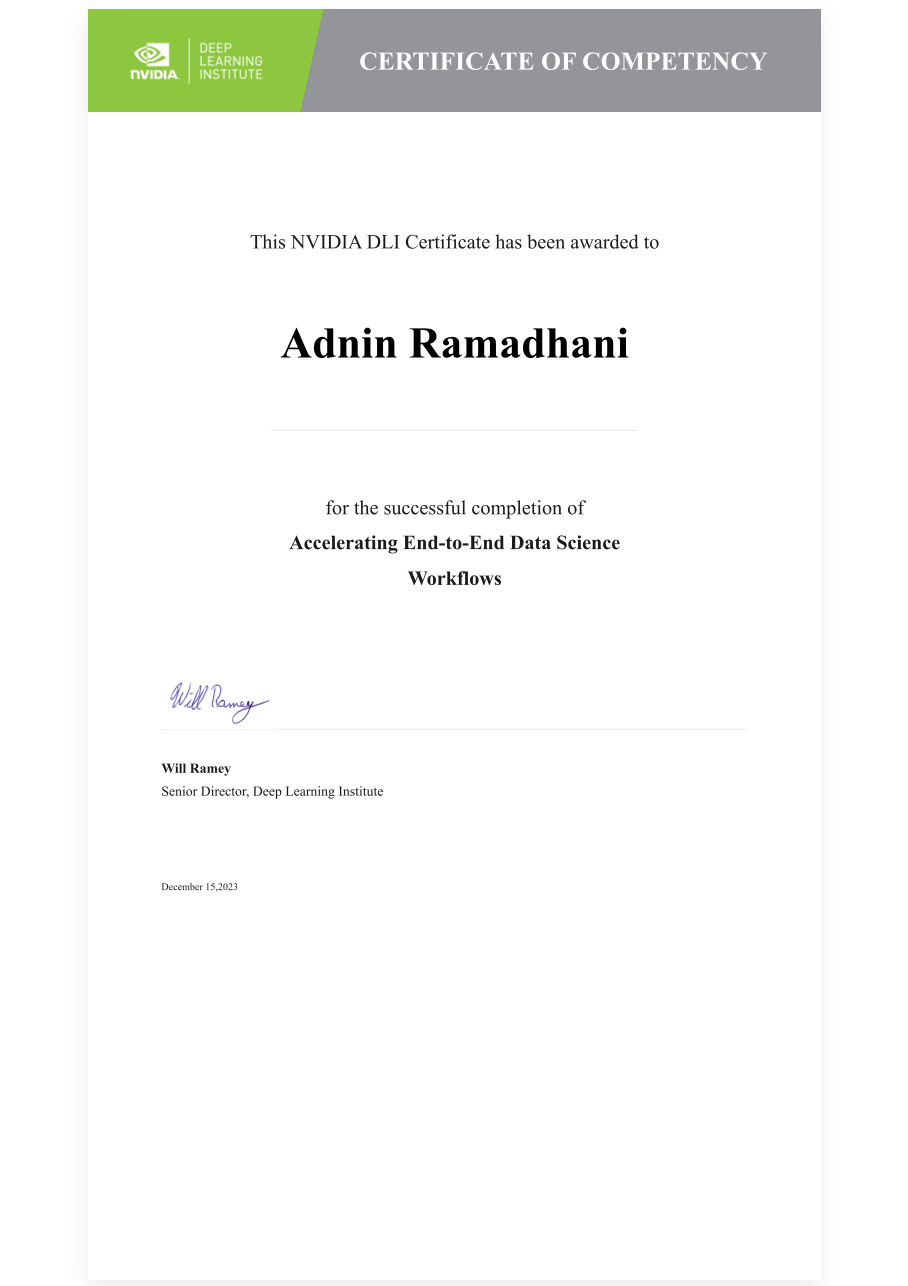 NVIDIA.
DEEP
LEARNING
INSTITUTE
CERTIFICATE OF COMPETENCY
This NVIDIA DLI Certificate has been awarded to
Adnin Ramadhani
for the successful completion of
Accelerating End-to-End Data Science
Workflows
Will Ramey
Will Ramey
Senior Director, Deep Learning Institute
December 15,2023